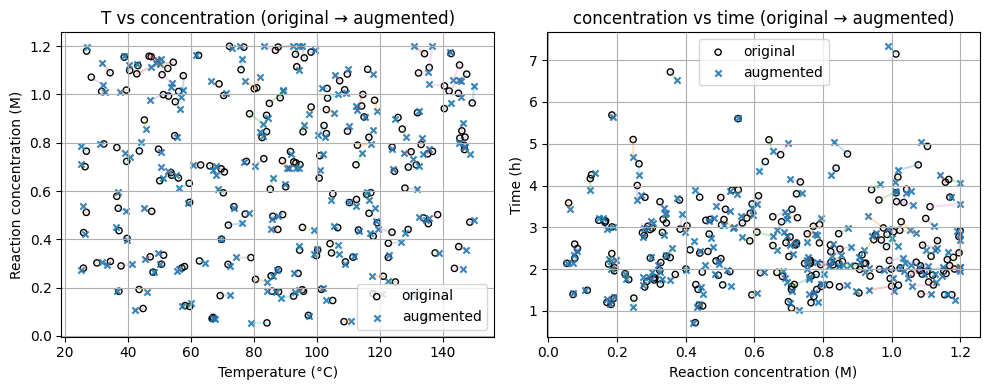 T vs concentration (original → augmented)
Reaction concentration (M)
1.2
1.0
0.8
0.6
0.4
0.2
0.0
20
40
60
80
100
120
140
Temperature (°C)
original
augmented
concentration vs time (original → augmented)
Time (h)
7
6
5
4
3
2
1
0.0
0.2
0.4
0.6
0.8
1.0
1.2
Reaction concentration (M)
original
augmented